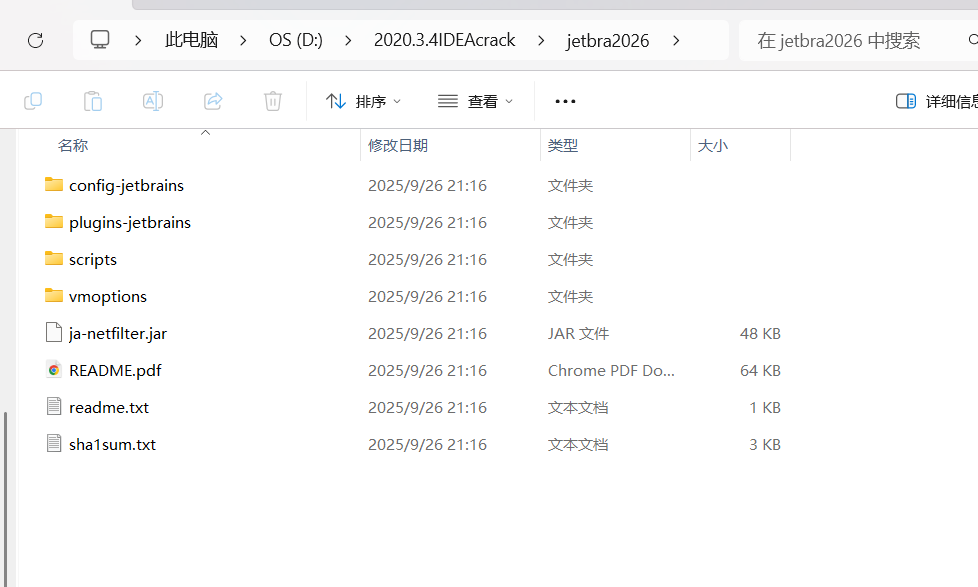 此电脑 OS (D:) 2020.3.4IDEAcrack jetbra2026 在 jetbra2026 中搜索
排序 查看 详细信息
名称 修改日期 类型 大小
config-jetbrains 2025/9/26 21:16 文件夹
plugins-jetbrains 2025/9/26 21:16 文件夹
scripts 2025/9/26 21:16 文件夹
vmoptions 2025/9/26 21:16 文件夹
ja-netfilter.jar 2025/9/26 21:16 JAR 文件 48 KB
README.pdf 2025/9/26 21:16 Chrome PDF Do... 64 KB
readme.txt 2025/9/26 21:16 文本文档 1 KB
sha1sum.txt 2025/9/26 21:16 文本文档 3 KB